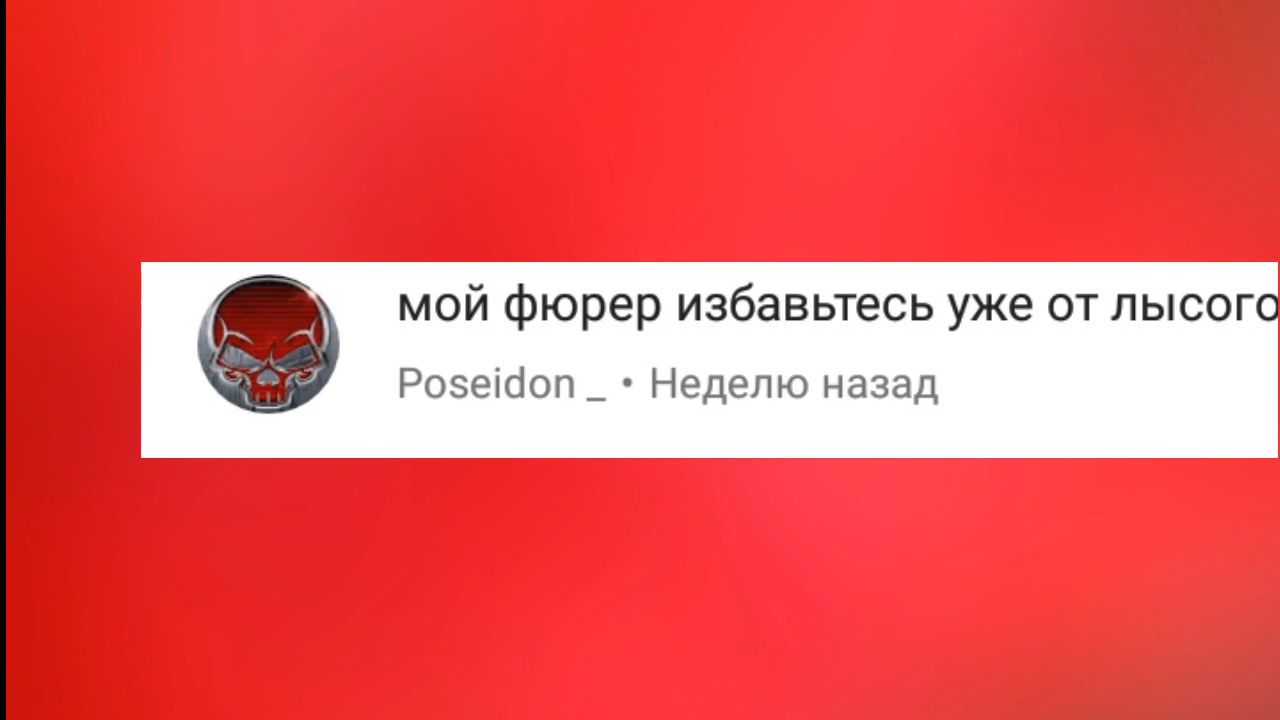 мой фюрер избавьтесь уже от лысого
Poseidon _ • Неделю назад